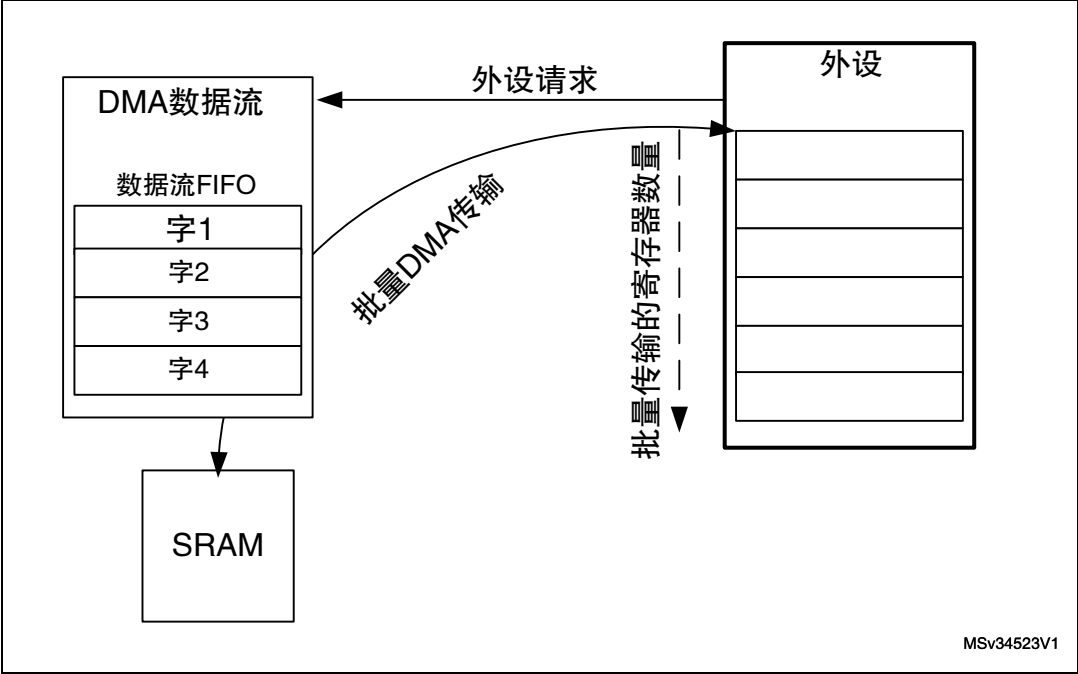 外设
外设请求
DMA数据流
数据流FIFO
字1
字2
字3
字4
批量DMA传输
批量传输的寄存器数量
SRAM
MSv34523V1